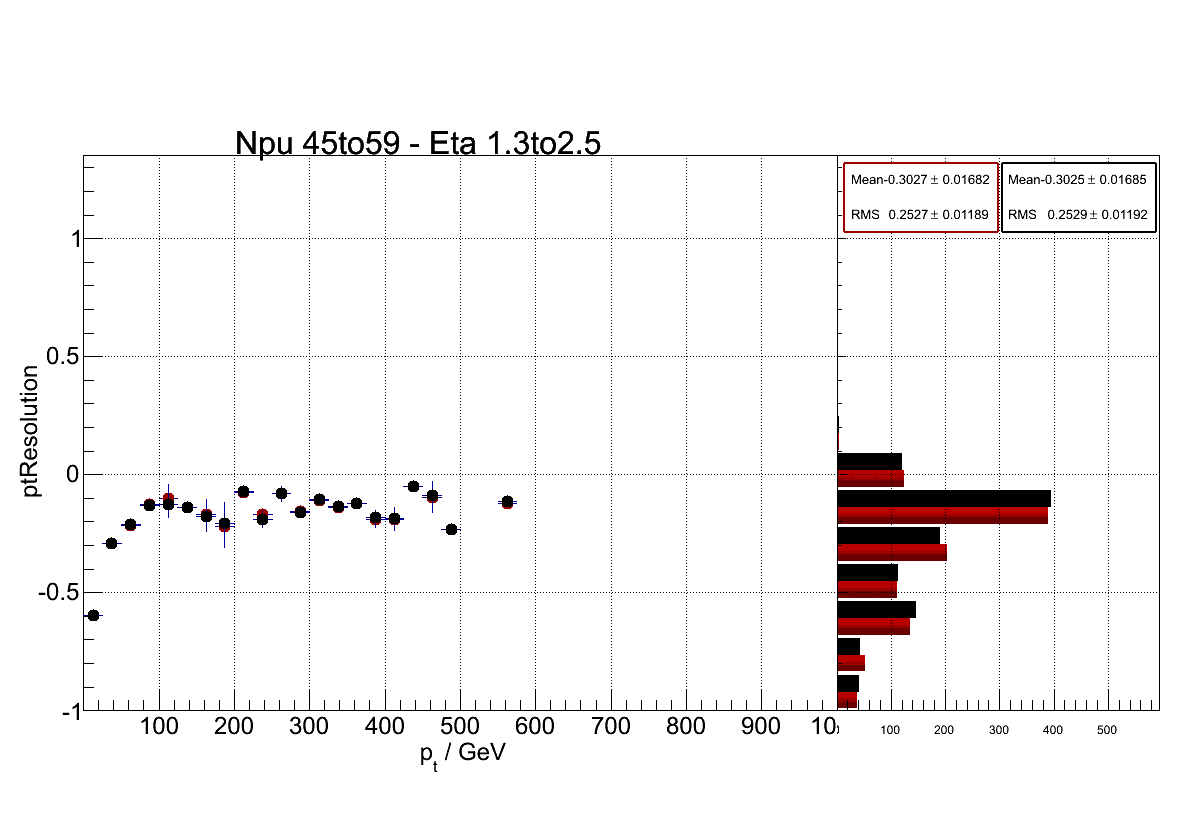 Npu 45to59 - Eta 1.3to2.5
Mean-0.3027 ± 0.01682
RMS 0.2527 ± 0.01189
Mean-0.3025 ± 0.01685
RMS 0.2529 ± 0.01192
1
0.5
0
-0.5
-1
ptResolution
100 200 300 400 500 600 700 800 900 10
100 200 300 400 500
pt / GeV